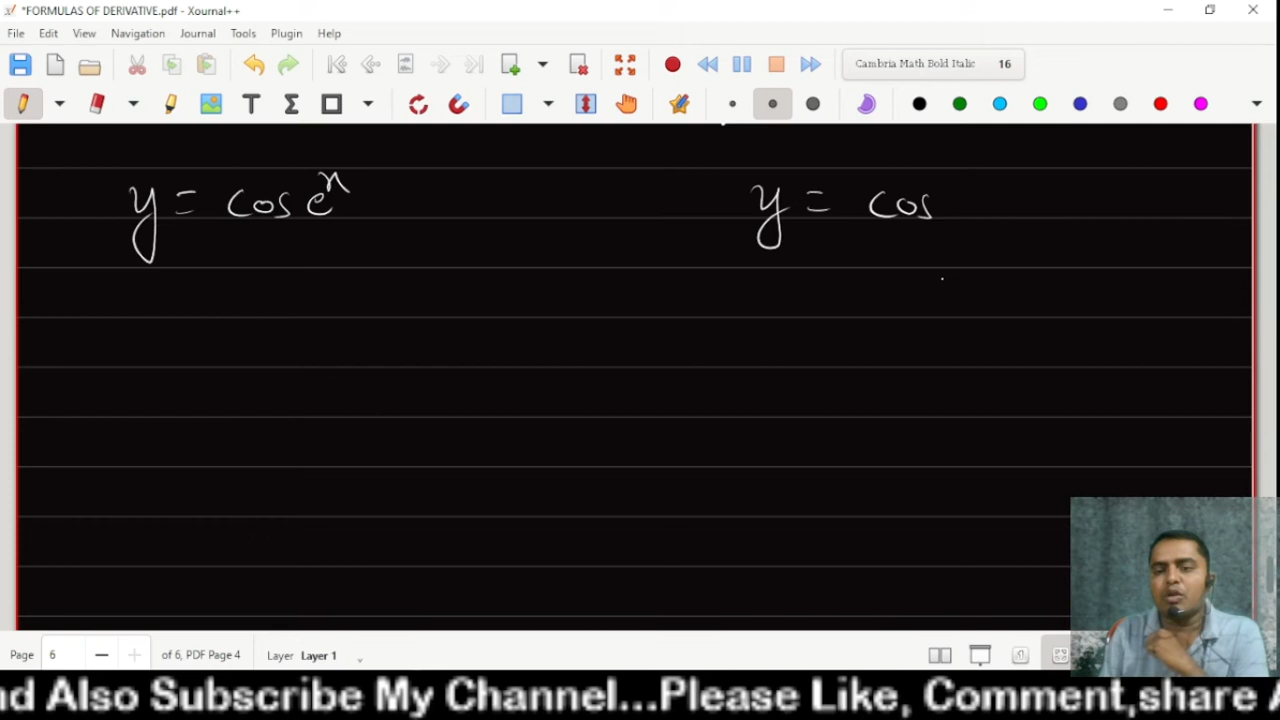 *FORMULAS OF DERIVATIVE.pdf - Xournal++
File Edit View Navigation Journal Tools Plugin Help
Cambria Math Bold Italic 16
y = cos eˣ
y = cos
Page 6 of 6, PDF Page 4 Layer Layer 1
nd Also Subscribe My Channel...Please Like, Comment,share A